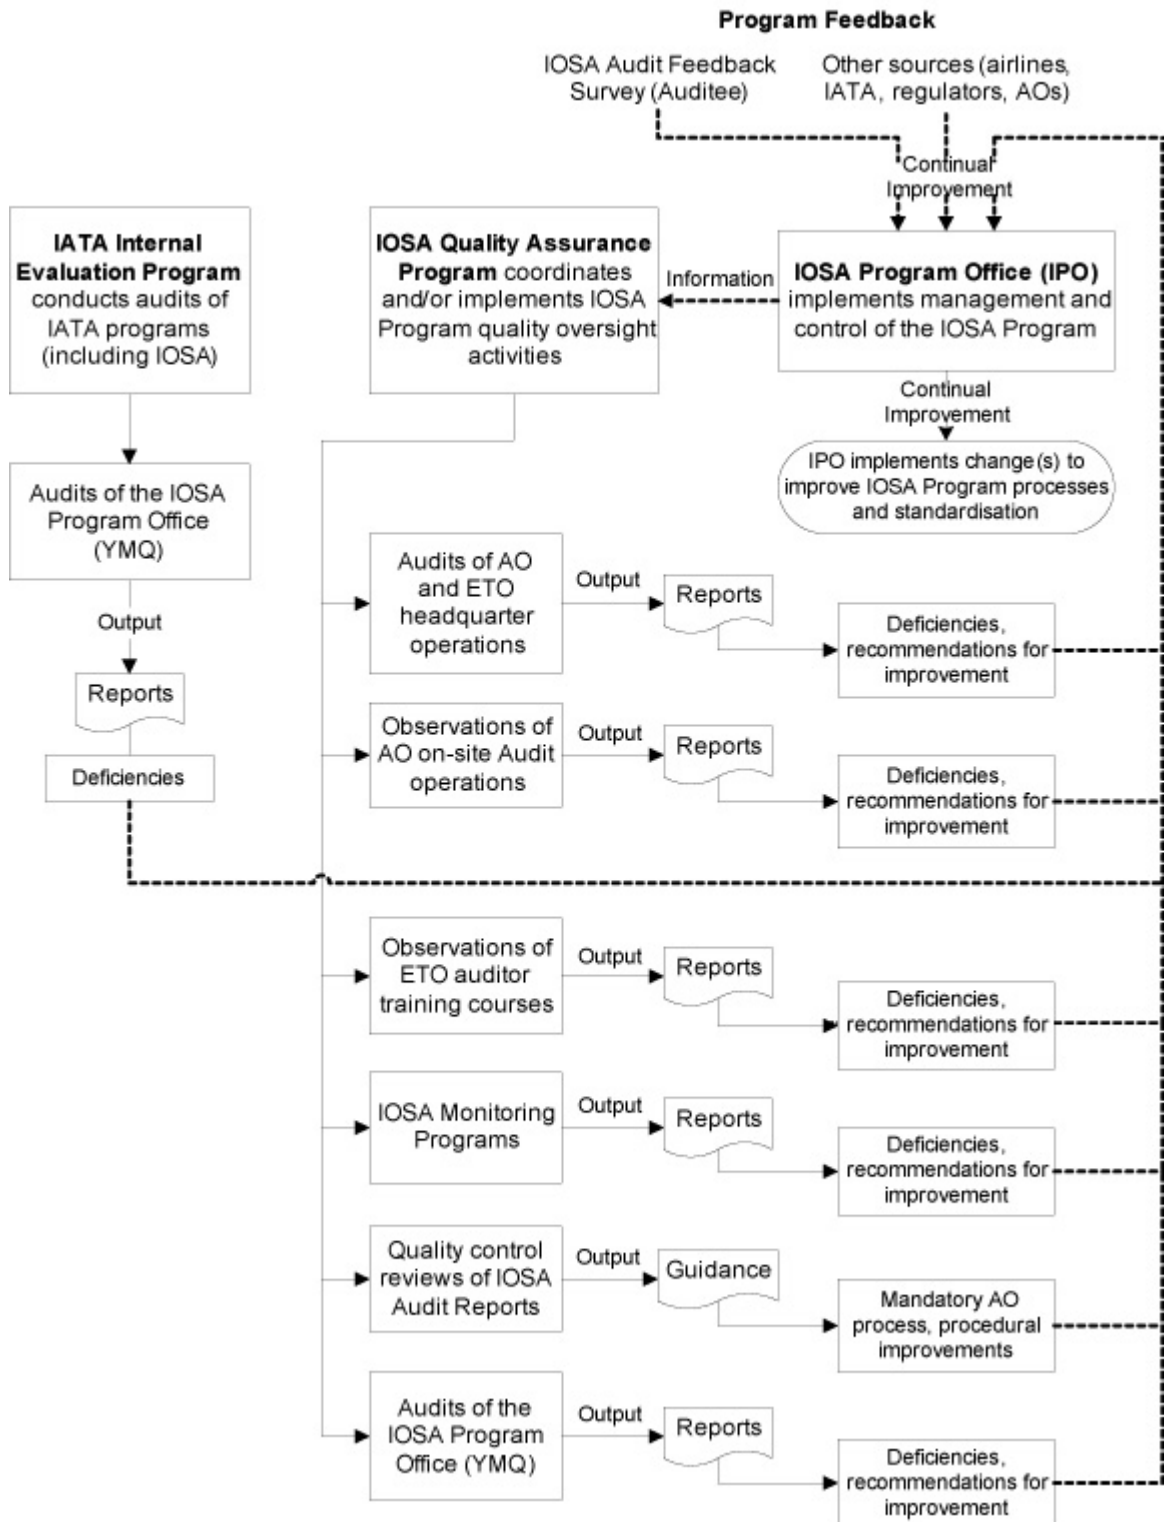 Program Feedback
IOSA Audit Feedback
Survey (Auditee)
Other sources (airlines,
IATA, regulators, AOs)
Continual
Improvement
IATA Internal
Evaluation Program
conducts audits of
IATA programs
(including IOSA)
IOSA Quality Assurance
Program coordinates
and/or implements IOSA
Program quality oversight
activities
Information
IOSA Program Office (IPO)
implements management and
control of the IOSA Program
Continual
Improvement
IPO implements change(s) to
improve IOSA Program processes
and standardisation
Audits of the IOSA
Program Office
(YMQ)
Output
Reports
Deficiencies
Audits of AO
and ETO
headquarter
operations
Output
Reports
Deficiencies,
recommendations for
improvement
Observations of
AO on-site Audit
operations
Output
Reports
Deficiencies,
recommendations for
improvement
Observations of
ETO auditor
training courses
Output
Reports
Deficiencies,
recommendations for
improvement
IOSA Monitoring
Programs
Output
Reports
Deficiencies,
recommendations for
improvement
Quality control
reviews of IOSA
Audit Reports
Output
Guidance
Mandatory AO
process, procedural
improvements
Audits of the
IOSA Program
Office (YMQ)
Output
Reports
Deficiencies,
recommendations for
improvement